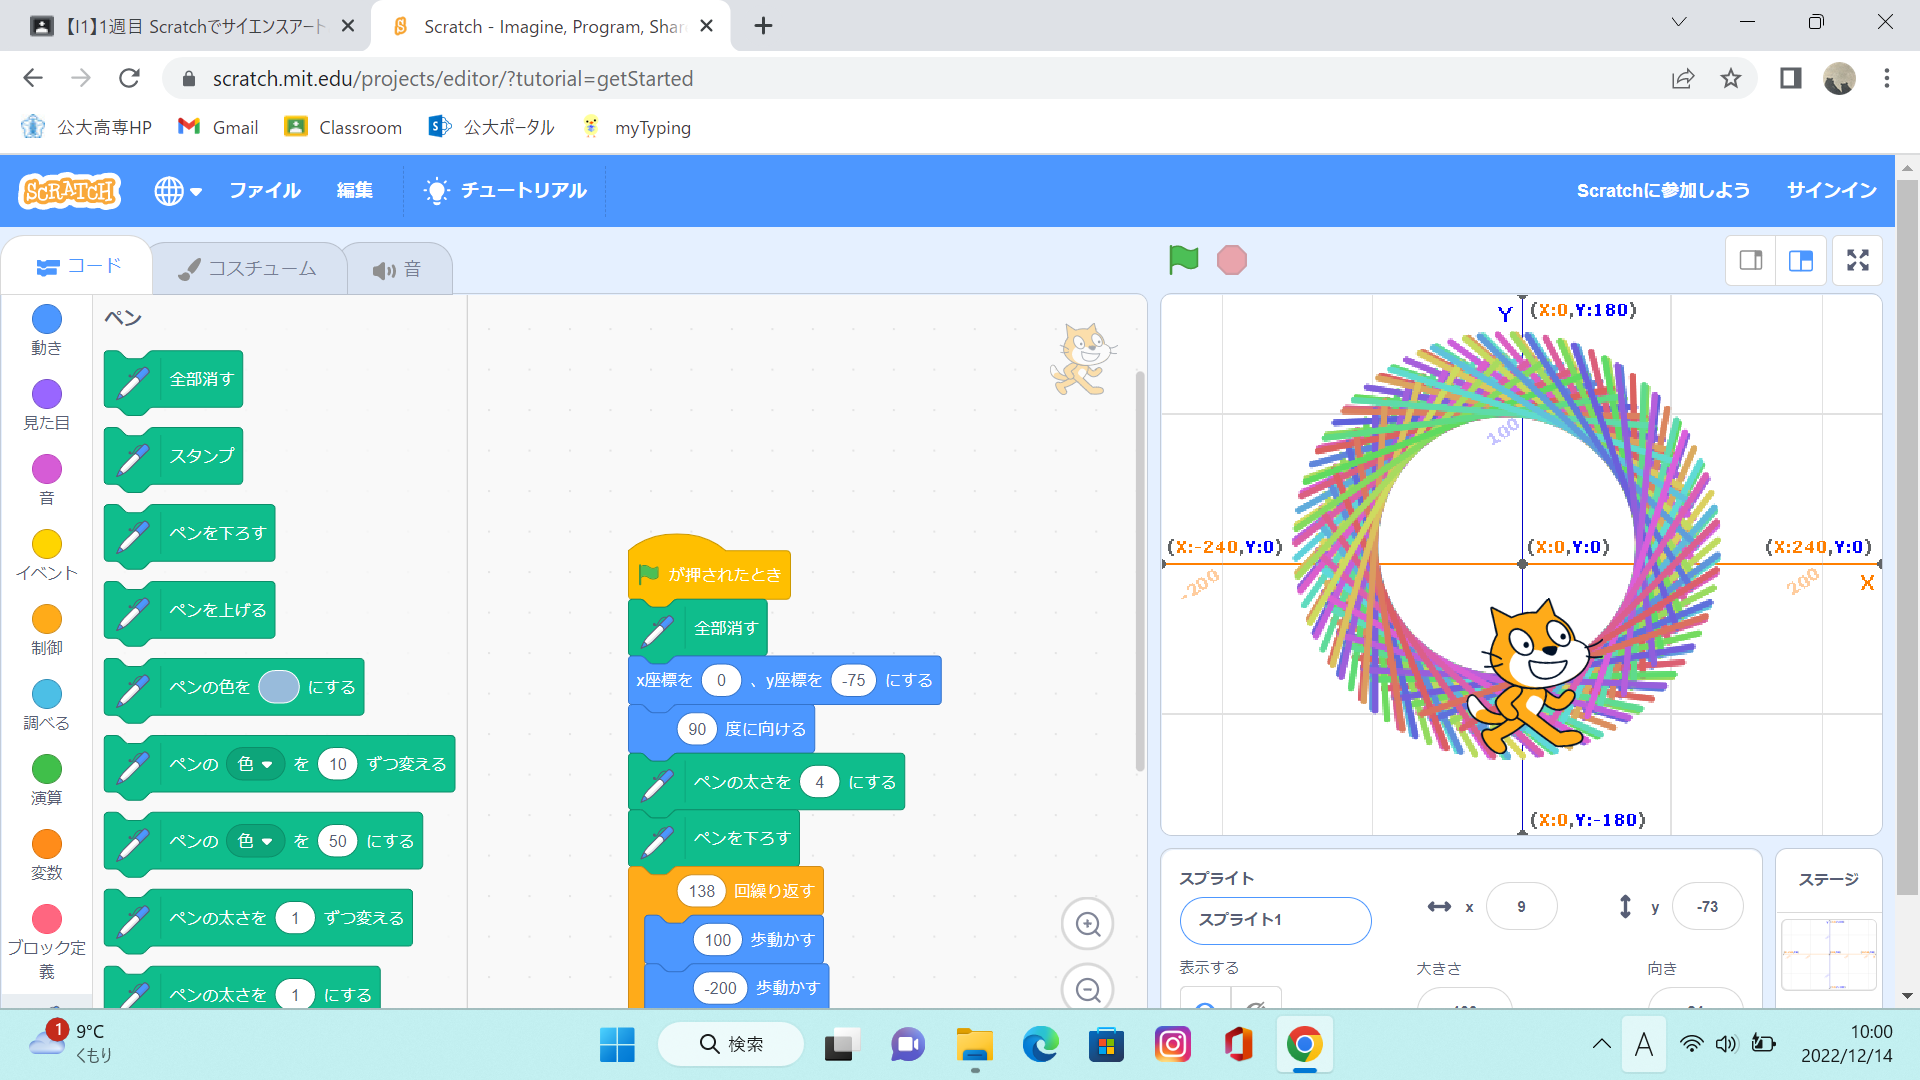 【I1】1週目 Scratchでサイエンスアート
Scratch - Imagine, Program, Shar
scratch.mit.edu/projects/editor/?tutorial=getStarted
公大高専HP
Gmail
Classroom
公大ポータル
myTyping
SCRATCH
ファイル
編集
チュートリアル
Scratchに参加しよう
サインイン
コード
コスチューム
音
動き
見た目
音
イベント
制御
調べる
演算
変数
ブロック定
義
ペン
全部消す
スタンプ
ペンを下ろす
ペンを上げる
ペンの色を にする
ペンの 色 を 10 ずつ変える
ペンの 色 を 50 にする
ペンの太さを 1 ずつ変える
ペンの太さを 1 にする
が押されたとき
全部消す
x座標を 0 、y座標を -75 にする
90 度に向ける
ペンの太さを 4 にする
ペンを下ろす
138 回繰り返す
100 歩動かす
-200 歩動かす
Y (X:0,Y:180)
100
(X:-240,Y:0)
(X:0,Y:0)
(X:240,Y:0)
-200
200
X
(X:0,Y:-180)
スプライト
スプライト1
x 9
y -73
表示する
大きさ
向き
ステージ
1
9°C
くもり
検索
A
10:00
2022/12/14